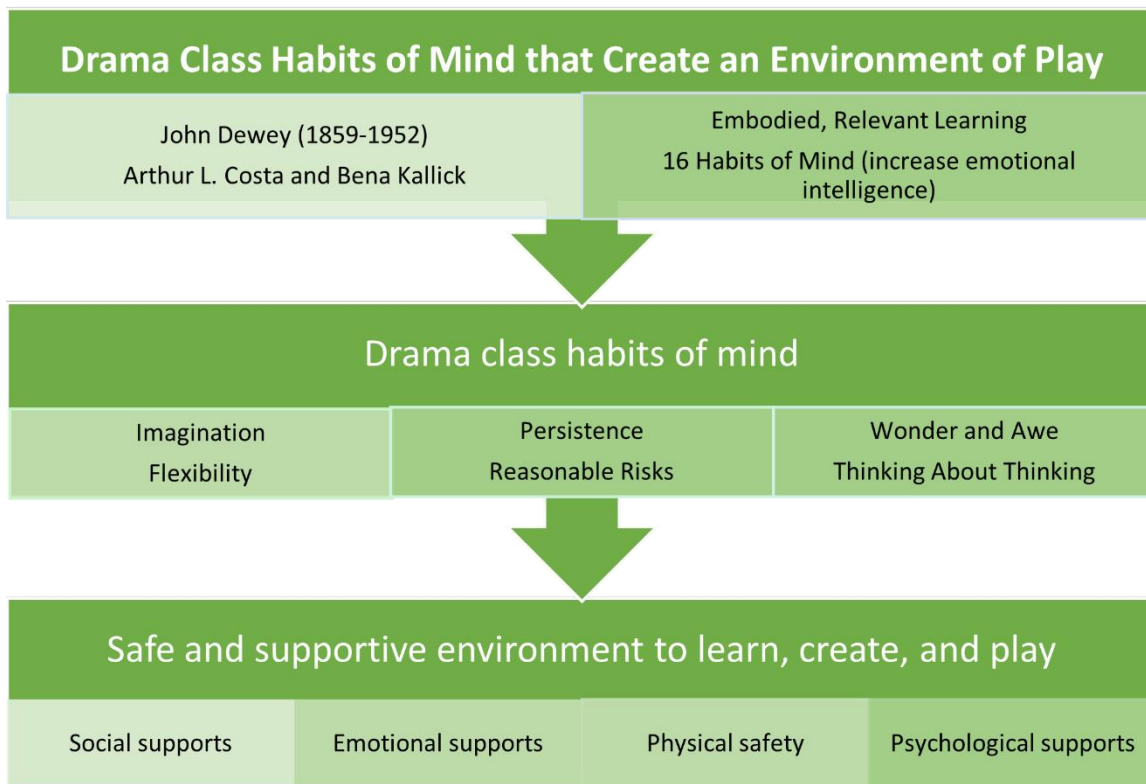 Drama Class Habits of Mind that Create an Environment of Play
John Dewey (1859-1952)
Arthur L. Costa and Bena Kallick
Embodied, Relevant Learning
16 Habits of Mind (increase emotional
intelligence)
Drama class habits of mind
Imagination
Flexibility
Persistence
Reasonable Risks
Wonder and Awe
Thinking About Thinking
Safe and supportive environment to learn, create, and play
Social supports
Emotional supports
Physical safety
Psychological supports